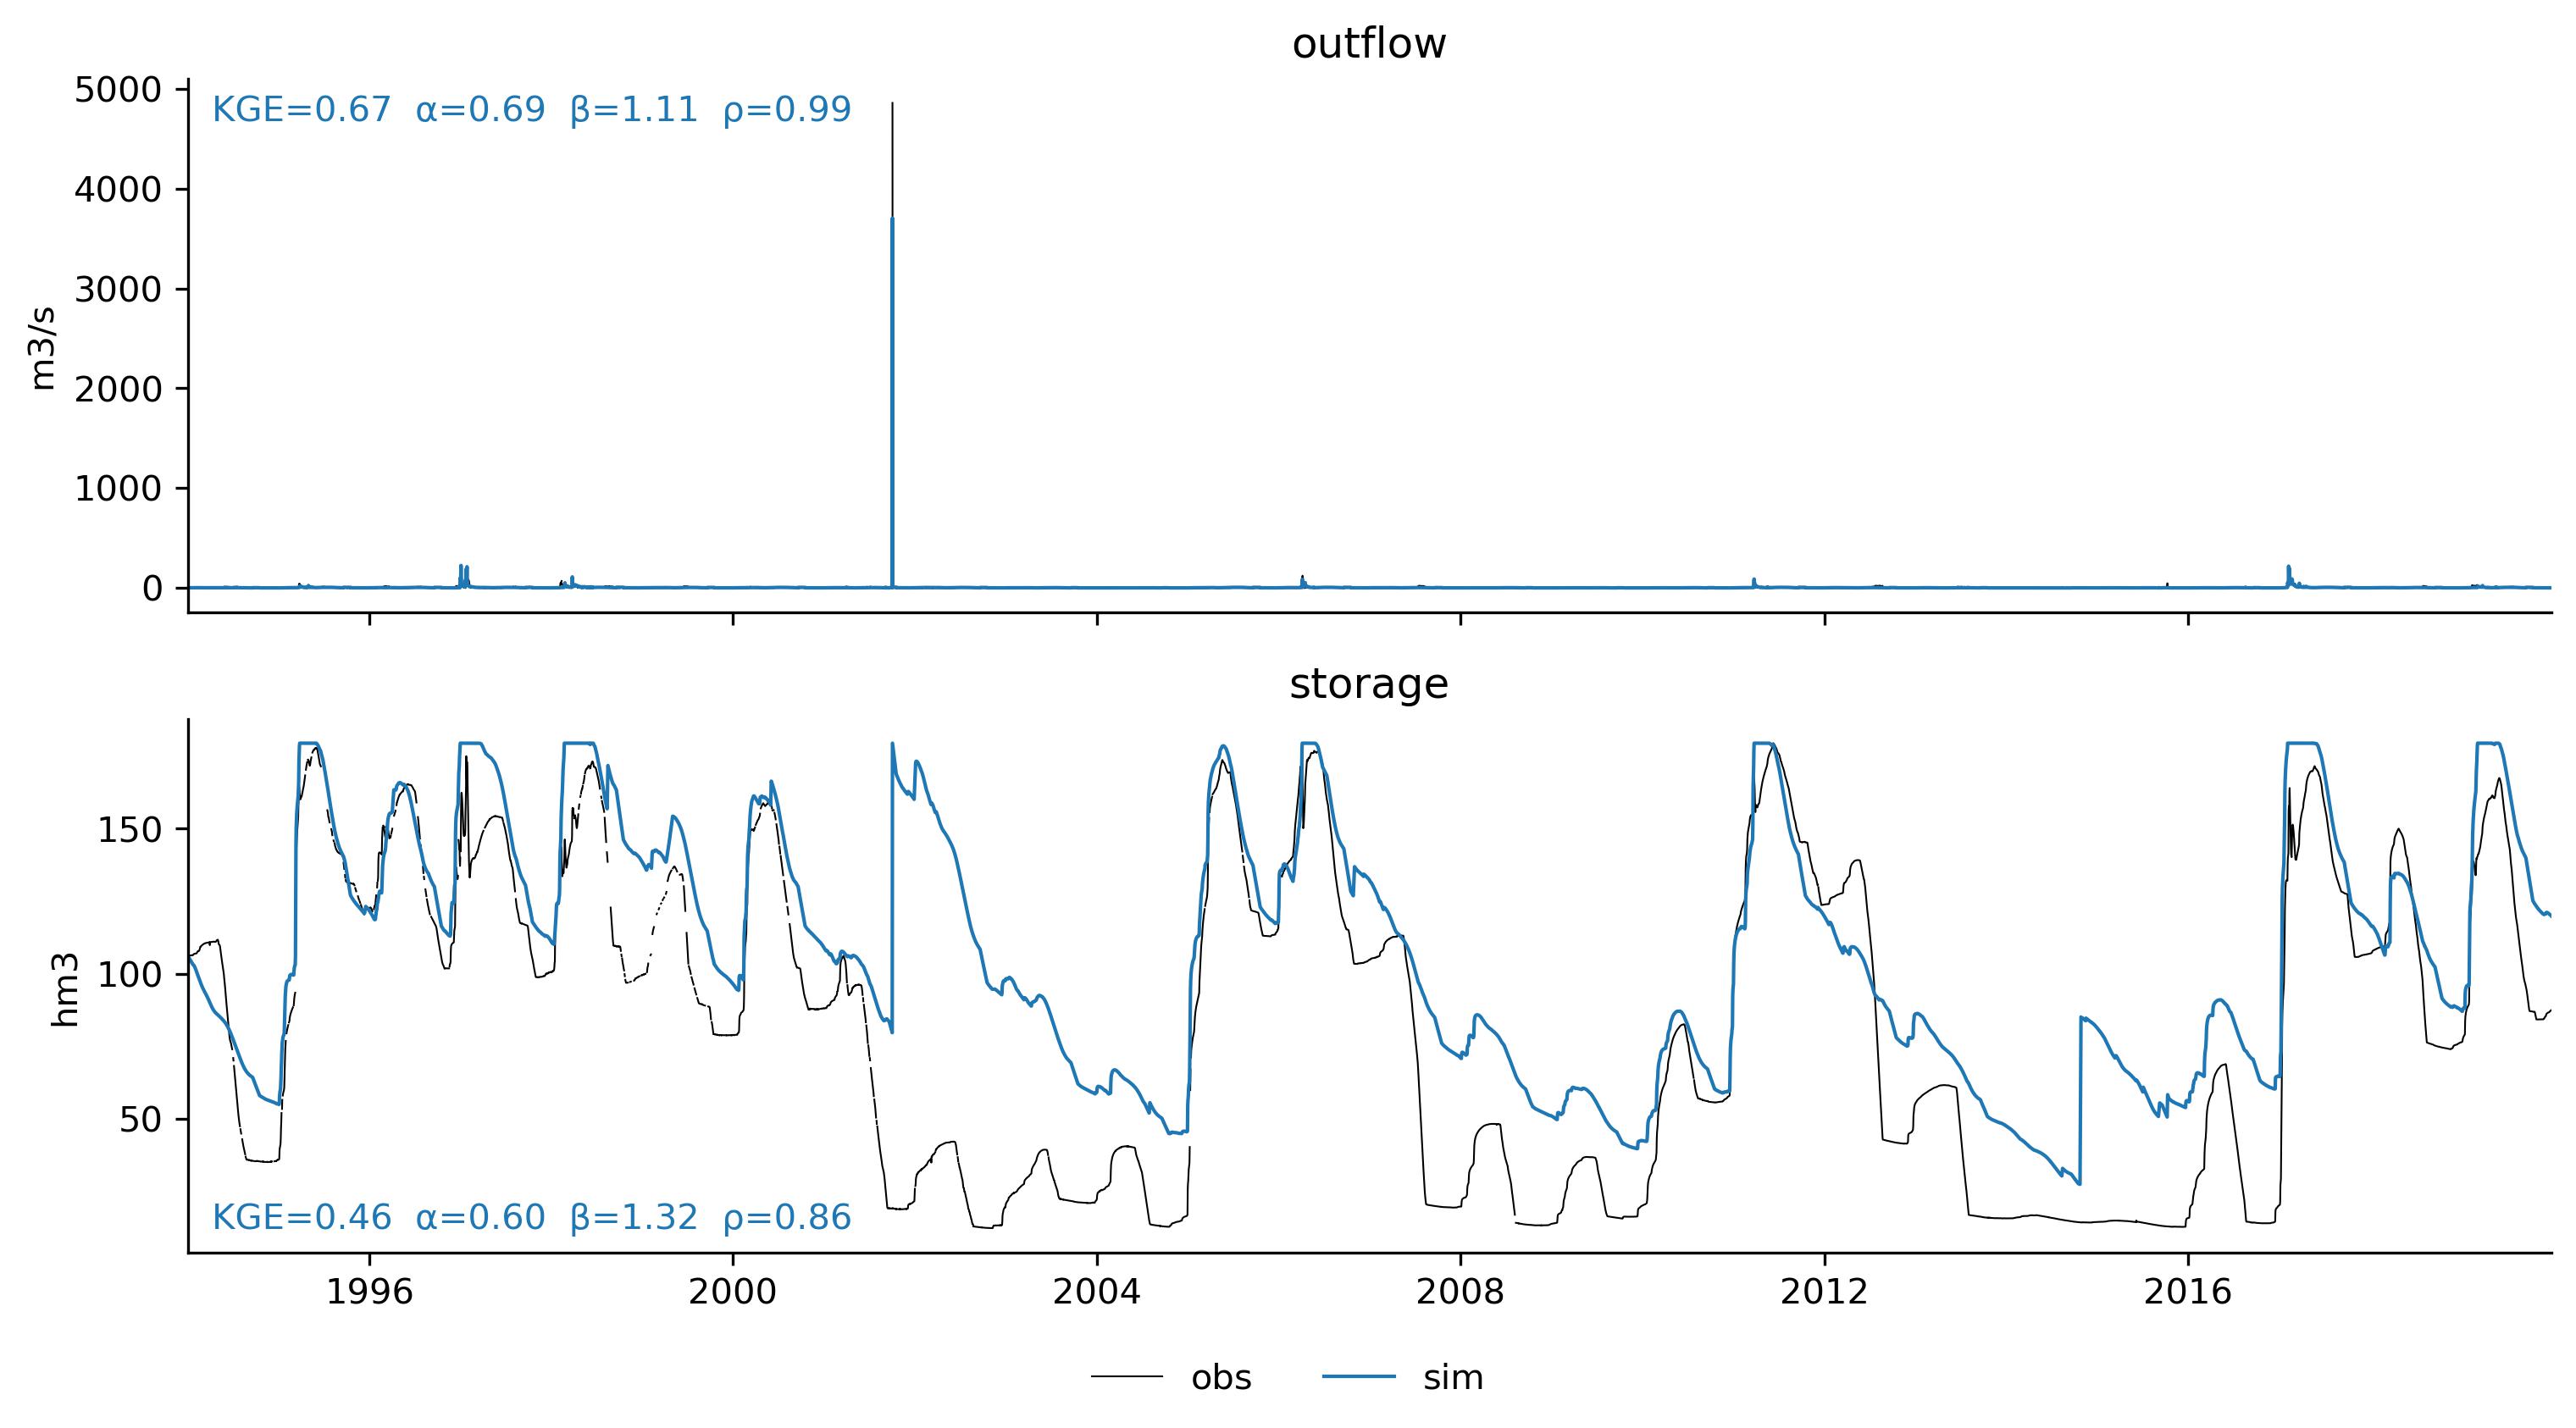 outflow
5000
KGE=0.67 α=0.69 β=1.11 ρ=0.99
4000
3000
m3/s
2000
1000
0
storage
150
100
hm3
50
KGE=0.46 α=0.60 β=1.32 ρ=0.86
1996 2000 2004 2008 2012 2016
obs sim